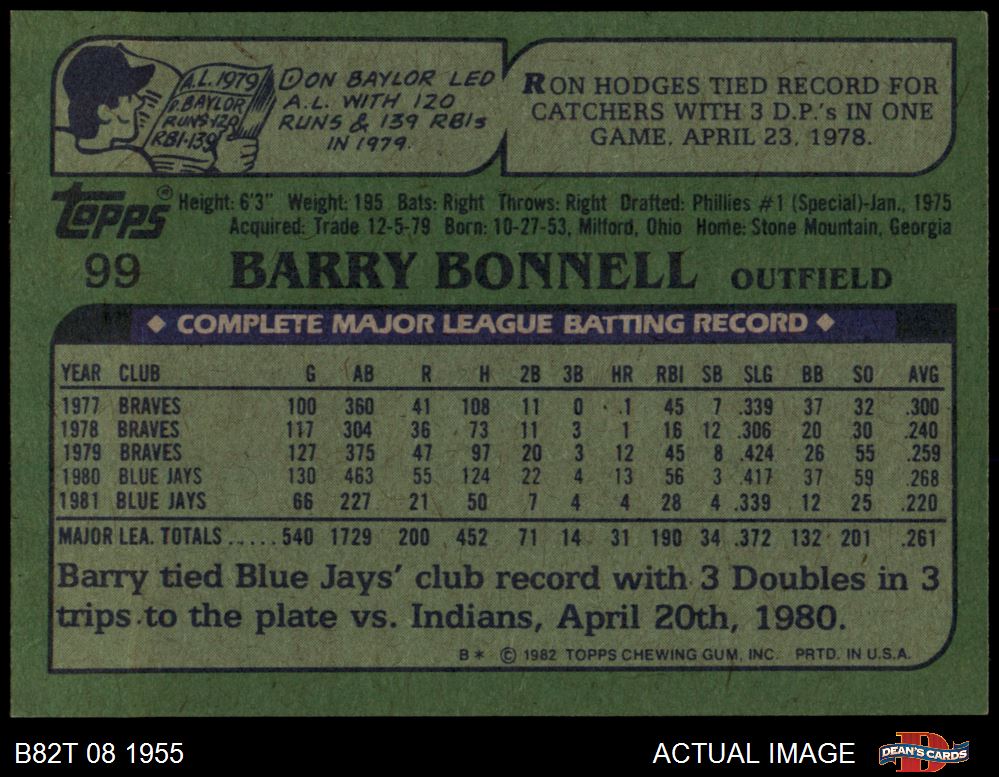 A.L. 1979
D. BAYLOR
RUNS-120
RBI-139
DON BAYLOR LED
A.L. WITH 120
RUNS & 139 RBIs
IN 1979.
RON HODGES TIED RECORD FOR
CATCHERS WITH 3 D.P.'s IN ONE
GAME, APRIL 23, 1978.
TOPPS®
Height: 6'3" Weight: 195 Bats: Right Throws: Right Drafted: Phillies #1 (Special)-Jan., 1975
Acquired: Trade 12-5-79 Born: 10-27-53, Milford, Ohio Home: Stone Mountain, Georgia
99 BARRY BONNELL OUTFIELD
◆ COMPLETE MAJOR LEAGUE BATTING RECORD ◆
YEAR CLUB G AB R H 2B 3B HR RBI SB SLG BB SO AVG
1977 BRAVES 100 360 41 108 11 0 1 45 7 .339 37 32 .300
1978 BRAVES 117 304 36 73 11 3 1 16 12 .306 20 30 .240
1979 BRAVES 127 375 47 97 20 3 12 45 8 .424 26 55 .259
1980 BLUE JAYS 130 463 55 124 22 4 13 56 3 .417 37 59 .268
1981 BLUE JAYS 66 227 21 50 7 4 4 28 4 .339 12 25 .220
MAJOR LEA. TOTALS ..... 540 1729 200 452 71 14 31 190 34 .372 132 201 .261
Barry tied Blue Jays' club record with 3 Doubles in 3
trips to the plate vs. Indians, April 20th, 1980.
B* © 1982 TOPPS CHEWING GUM, INC. PRTD. IN U.S.A.
B82T 08 1955
ACTUAL IMAGE
D
DEAN'S CARDS